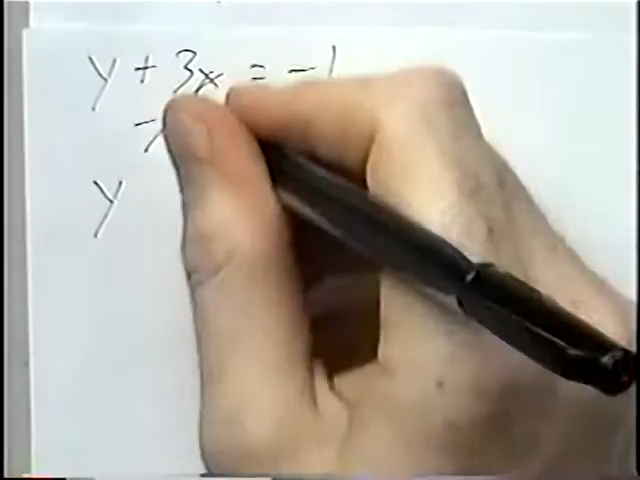 y + 3x = -1
-
y